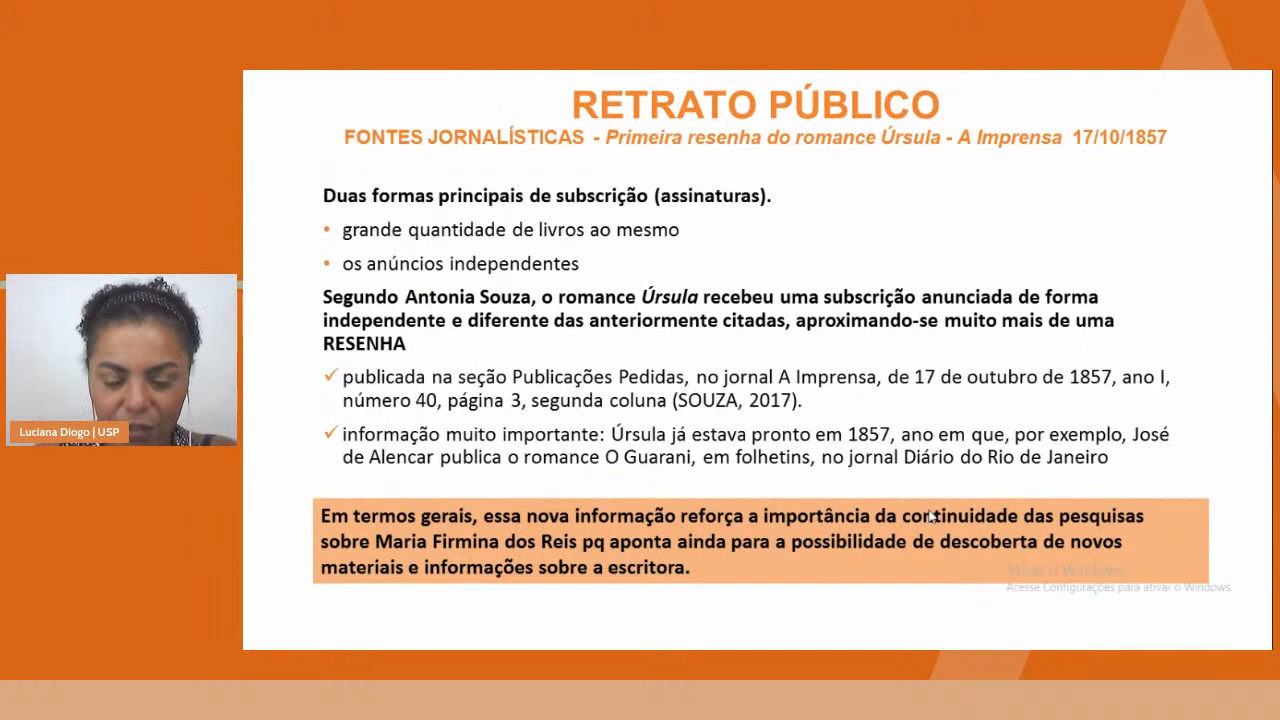 RETRATO PÚBLICO
FONTES JORNALÍSTICAS - Primeira resenha do romance Úrsula - A Imprensa 17/10/1857
Duas formas principais de subscrição (assinaturas).
• grande quantidade de livros ao mesmo
• os anúncios independentes
Segundo Antonia Souza, o romance Úrsula recebeu uma subscrição anunciada de forma
independente e diferente das anteriormente citadas, aproximando-se muito mais de uma
RESENHA
✓ publicada na seção Publicações Pedidas, no jornal A Imprensa, de 17 de outubro de 1857, ano I,
número 40, página 3, segunda coluna (SOUZA, 2017).
✓ informação muito importante: Úrsula já estava pronto em 1857, ano em que, por exemplo, José
de Alencar publica o romance O Guarani, em folhetins, no jornal Diário do Rio de Janeiro
Em termos gerais, essa nova informação reforça a importância da continuidade das pesquisas
sobre Maria Firmina dos Reis pq aponta ainda para a possibilidade de descoberta de novos
materiais e informações sobre a escritora.
Ativar o Windows
Acesse Configurações para ativar o Windows.
Luciana Diogo | USP